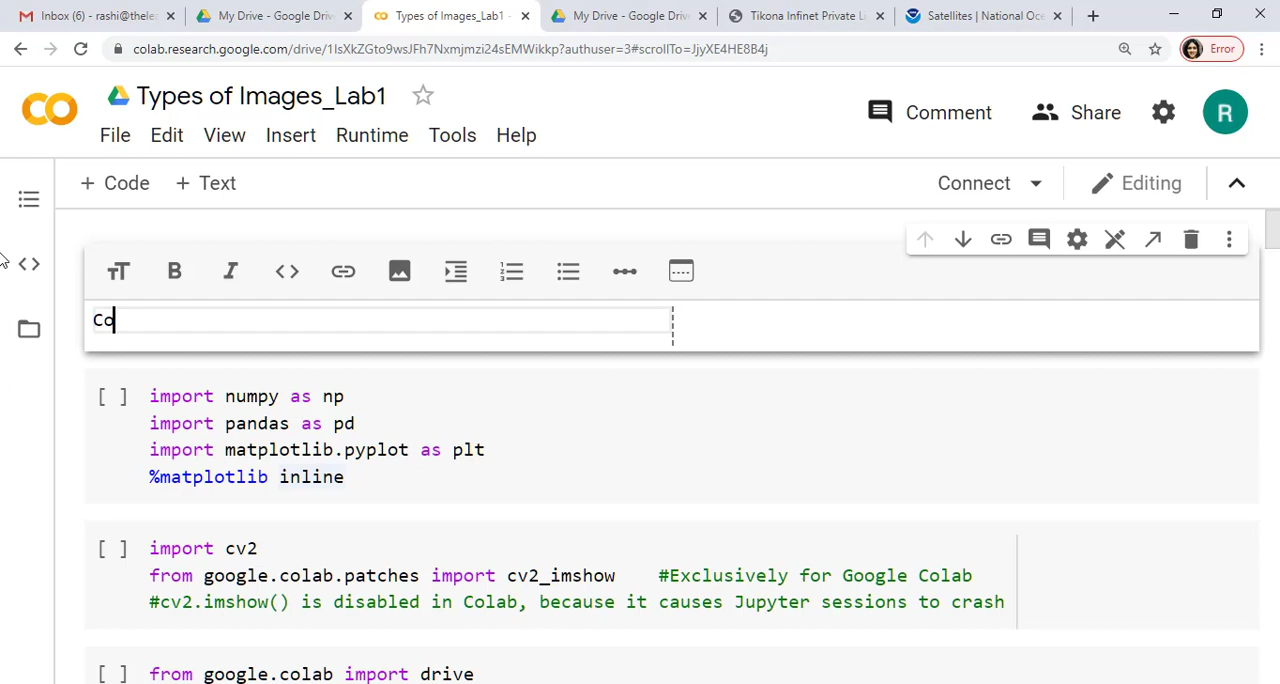 Inbox (6) - rashi@thele
My Drive - Google Driv
Types of Images_Lab1
My Drive - Google Driv
Tikona Infinet Private Li
Satellites | National Oce
colab.research.google.com/drive/1IsXkZGto9wsJFh7Nxmjmzi24sEMWikkp?authuser=3#scrollTo=JjyXE4HE8B4j
Error
Types of Images_Lab1
Comment
Share
R
File Edit View Insert Runtime Tools Help
+ Code + Text
Connect
Editing
Co
[ ] import numpy as np
import pandas as pd
import matplotlib.pyplot as plt
%matplotlib inline
[ ] import cv2
from google.colab.patches import cv2_imshow #Exclusively for Google Colab
#cv2.imshow() is disabled in Colab, because it causes Jupyter sessions to crash
[ ] from google.colab import drive